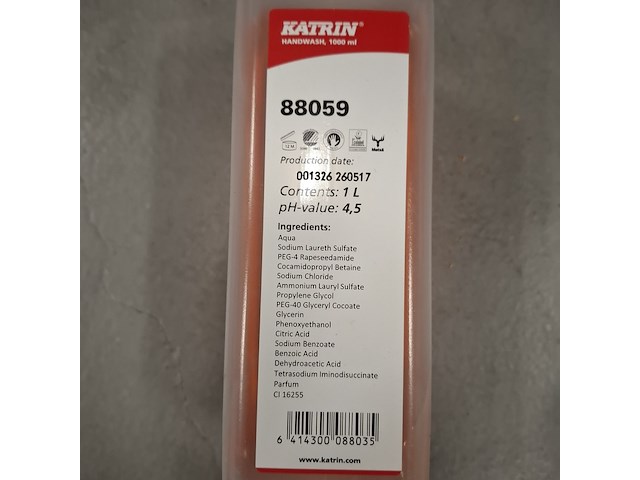 KATRIN®
HANDWASH, 1000 ml
88059
12 M
Metsä
Production date:
001326 260517
Contents: 1 L
pH-value: 4,5
Ingredients:
Aqua
Sodium Laureth Sulfate
PEG-4 Rapeseedamide
Cocamidopropyl Betaine
Sodium Chloride
Ammonium Lauryl Sulfate
Propylene Glycol
PEG-40 Glyceryl Cocoate
Glycerin
Phenoxyethanol
Citric Acid
Sodium Benzoate
Benzoic Acid
Dehydroacetic Acid
Tetrasodium Iminodisuccinate
Parfum
CI 16255
6 414300 088035
www.katrin.com